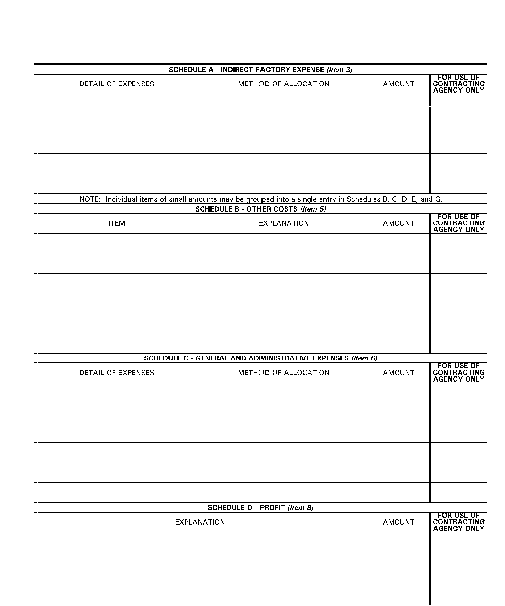 SCHEDULE A - INDIRECT FACTORY EXPENSE (Item 3)
DETAIL OF EXPENSES METHOD OF ALLOCATION AMOUNT FOR USE OF CONTRACTING AGENCY ONLY
NOTE: Individual items of small amounts may be grouped into a single entry in Schedules B, C, D, E, and G.
SCHEDULE B - OTHER COSTS (Item 5)
ITEM EXPLANATION AMOUNT FOR USE OF CONTRACTING AGENCY ONLY
SCHEDULE C - GENERAL AND ADMINISTRATIVE EXPENSES (Item 6)
DETAIL OF EXPENSES METHOD OF ALLOCATION AMOUNT FOR USE OF CONTRACTING AGENCY ONLY
SCHEDULE D - PROFIT (Item 8)
EXPLANATION AMOUNT FOR USE OF CONTRACTING AGENCY ONLY